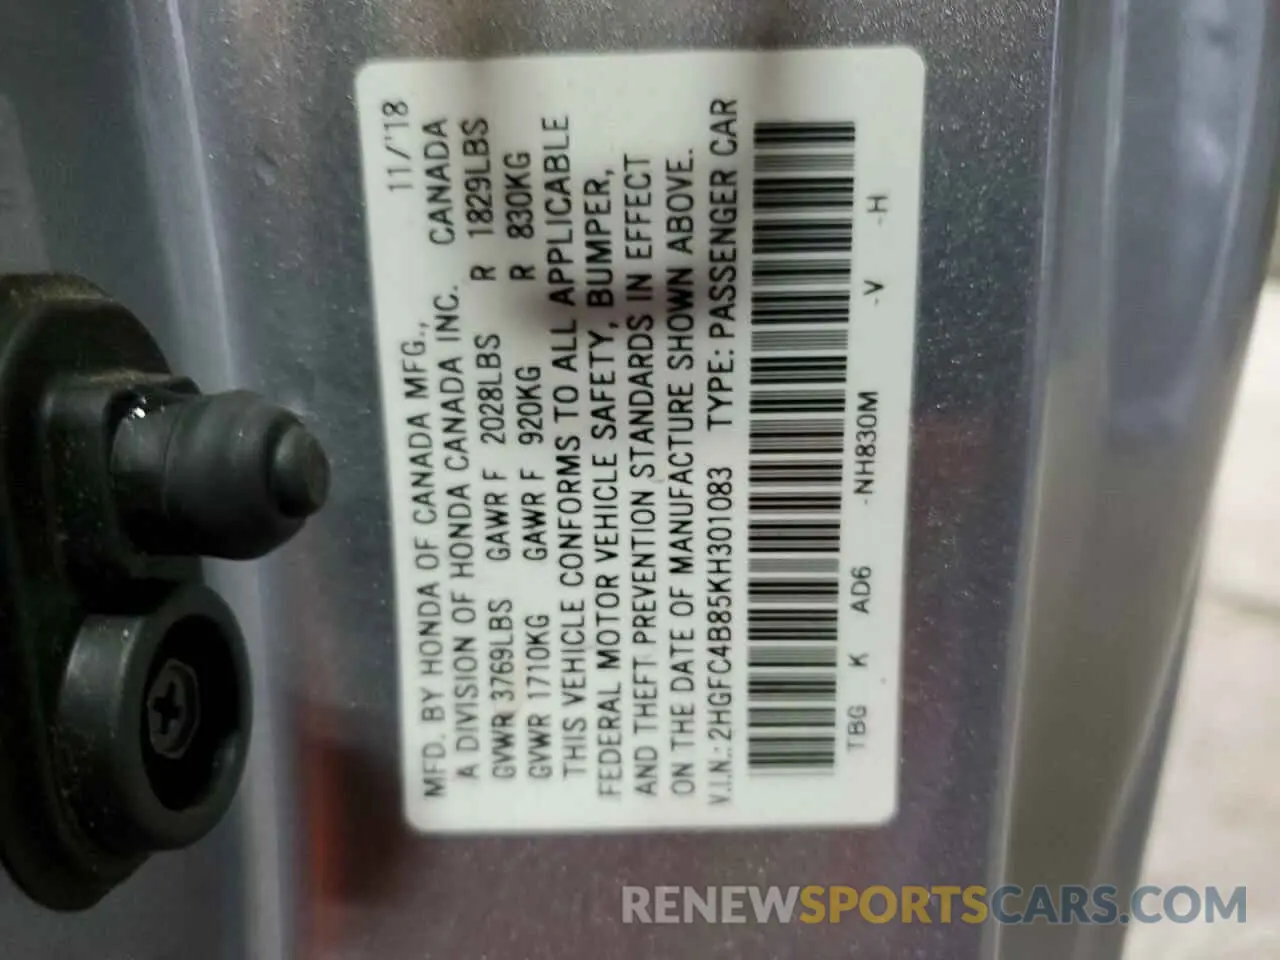 11/'18
MFD. BY HONDA OF CANADA MFG.,
A DIVISION OF HONDA CANADA INC. CANADA
GVWR 3769LBS GAWR F 2028LBS R 1829LBS
GVWR 1710KG GAWR F 920KG R 830KG
THIS VEHICLE CONFORMS TO ALL APPLICABLE
FEDERAL MOTOR VEHICLE SAFETY, BUMPER,
AND THEFT PREVENTION STANDARDS IN EFFECT
ON THE DATE OF MANUFACTURE SHOWN ABOVE.
V.I.N.: 2HGFC4B85KH301083 TYPE: PASSENGER CAR
TBG K AD6 -NH830M -V -H
RENEWSPORTSCARS.COM